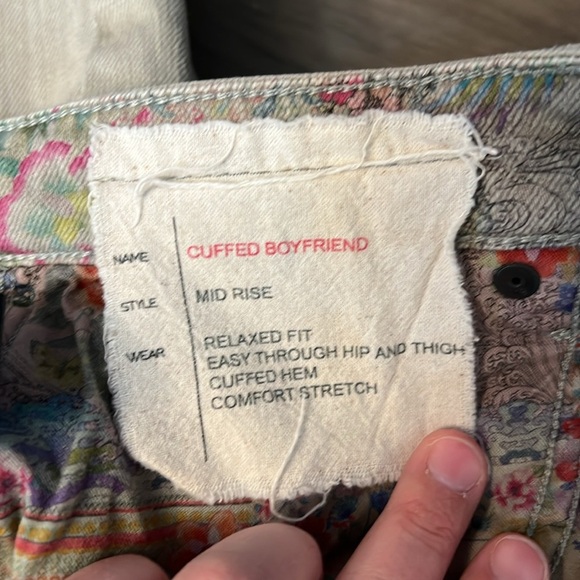 NAME CUFFED BOYFRIEND
STYLE MID RISE
WEAR RELAXED FIT
EASY THROUGH HIP AND THIGH
CUFFED HEM
COMFORT STRETCH